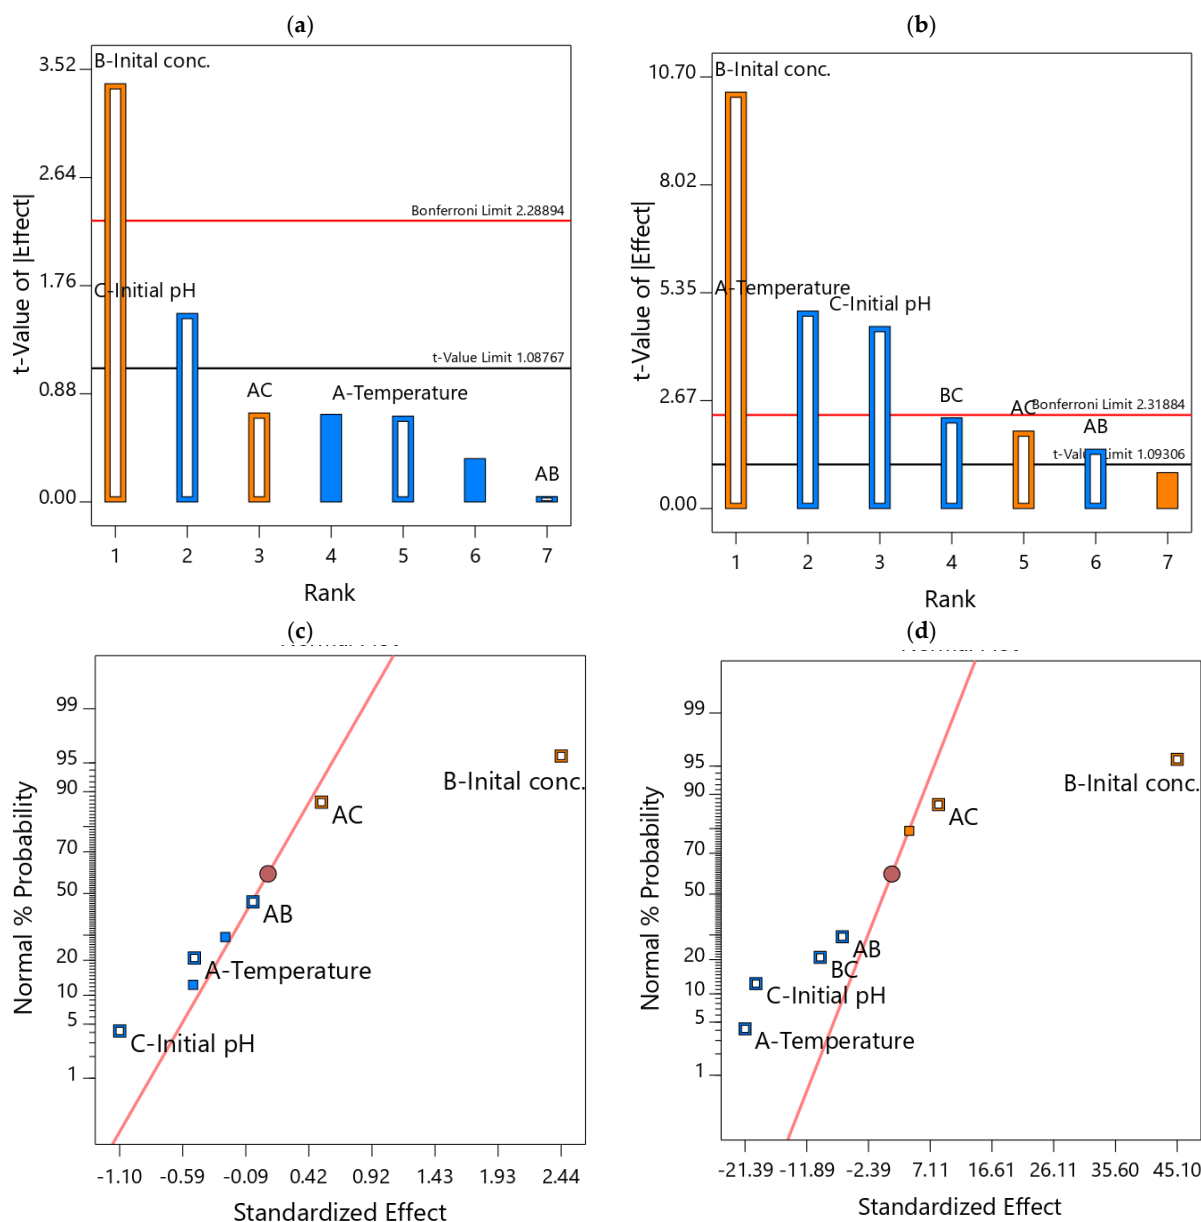 (a)
3.52
2.64
1.76
0.88
0.00
t-Value of |Effect|
B-Inital conc.
Bonferroni Limit 2.28894
C-Initial pH
t-Value Limit 1.08767
AC
A-Temperature
AB
1 2 3 4 5 6 7
Rank
(b)
10.70
8.02
5.35
2.67
0.00
t-Value of |Effect|
B-Inital conc.
A-Temperature
C-Initial pH
BC
AC
Bonferroni Limit 2.31884
AB
t-Value Limit 1.09306
1 2 3 4 5 6 7
Rank
(c)
99
95
90
70
50
20
10
5
1
Normal % Probability
B-Inital conc.
AC
AB
A-Temperature
C-Initial pH
-1.10 -0.59 -0.09 0.42 0.92 1.43 1.93 2.44
Standardized Effect
(d)
99
95
90
70
50
20
10
5
1
Normal % Probability
B-Inital conc.
AC
AB
BC
C-Initial pH
A-Temperature
-21.39 -11.89 -2.39 7.11 16.61 26.11 35.60 45.10
Standardized Effect